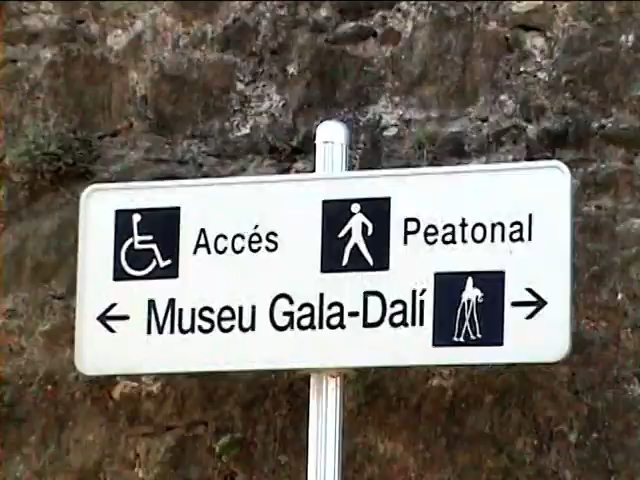 Accés Peatonal
← Museu Gala-Dalí →